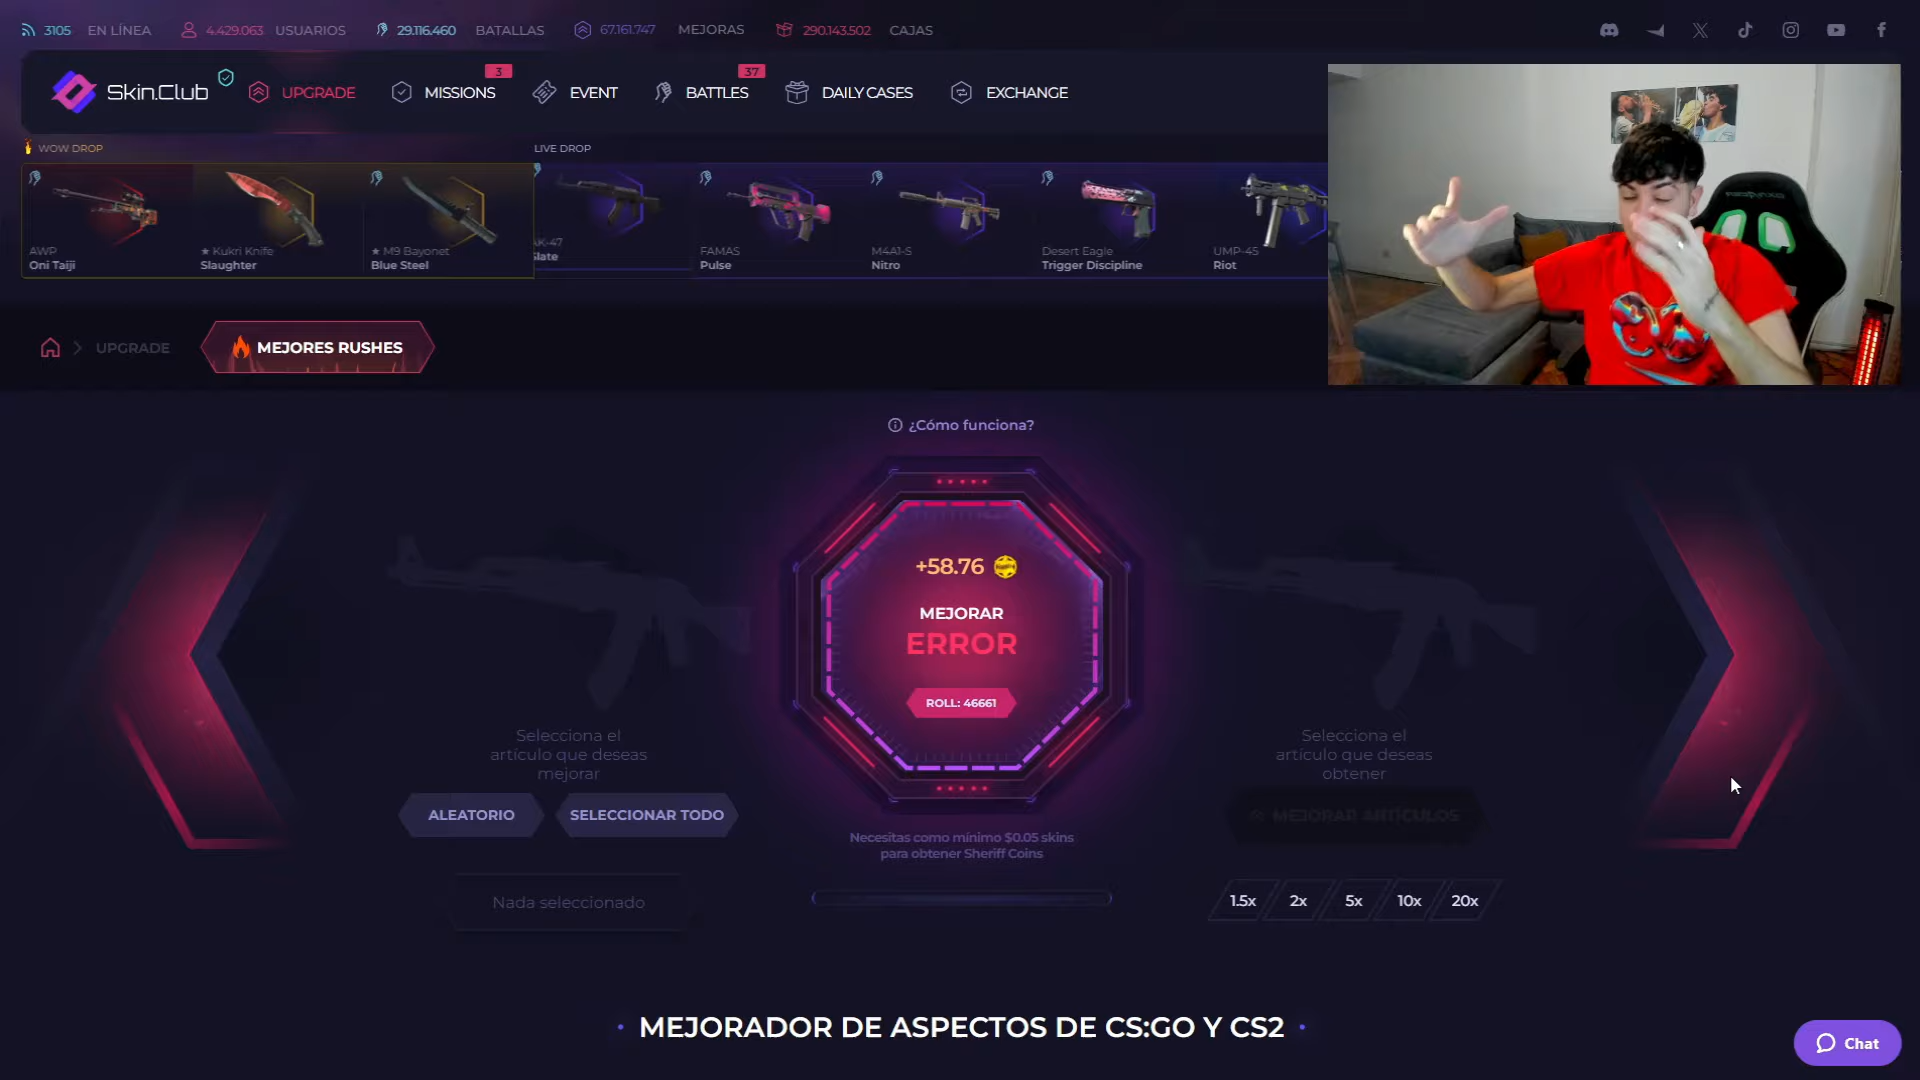 3105 EN LÍNEA 4.429.063 USUARIOS 29.116.460 BATALLAS 67.161.747 MEJORAS 290.143.502 CAJAS
Skin.Club UPGRADE MISSIONS 3 EVENT BATTLES 37 DAILY CASES EXCHANGE
WOW DROP LIVE DROP
AWP ★ Kukri Knife ★ M9 Bayonet AK-47 FAMAS M4A1-S Desert Eagle UMP-45
Oni Taiji Slaughter Blue Steel Slate Pulse Nitro Trigger Discipline Riot
UPGRADE MEJORES RUSHES
¿Cómo funciona?
+58.76
MEJORAR
ERROR
ROLL: 46661
Selecciona el
artículo que deseas
mejorar
ALEATORIO SELECCIONAR TODO
Nada seleccionado
Necesitas como mínimo $0.05 skins
para obtener Sheriff Coins
Selecciona el
artículo que deseas
obtener
MEJORAR ARTÍCULOS
1.5x 2x 5x 10x 20x
• MEJORADOR DE ASPECTOS DE CS:GO Y CS2 •
Chat